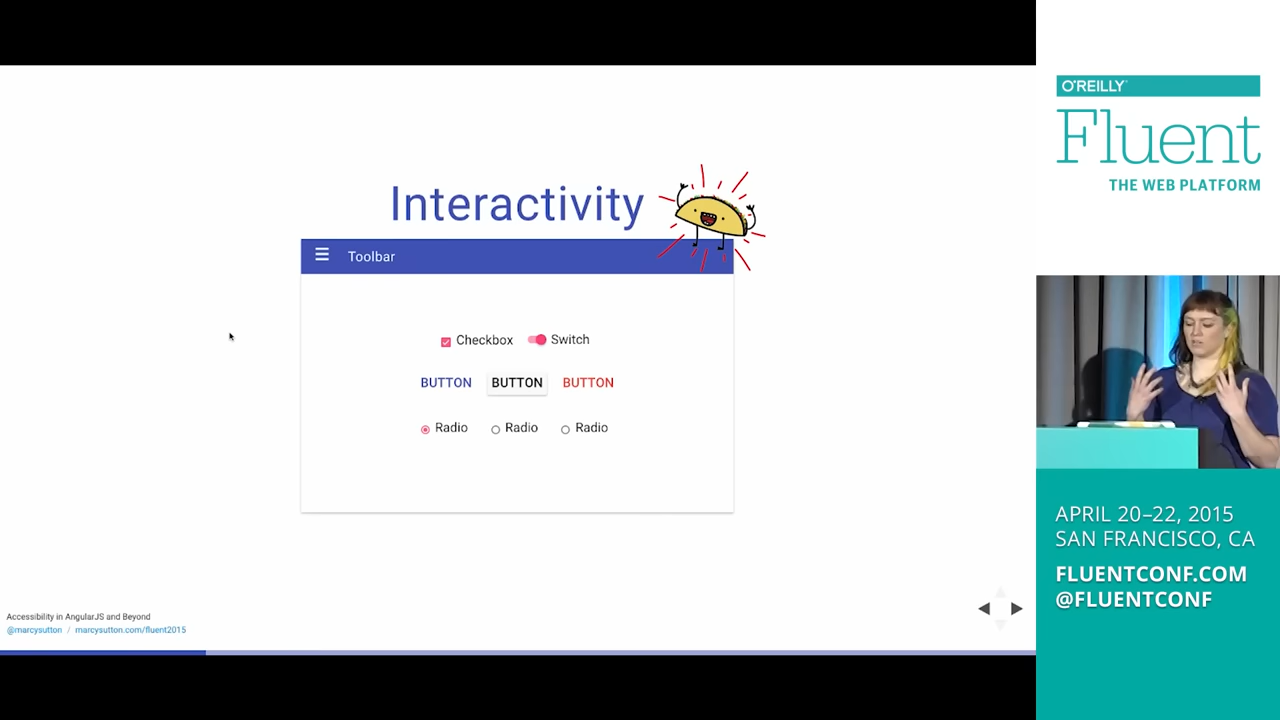 Interactivity
Toolbar
Checkbox Switch
BUTTON BUTTON BUTTON
Radio Radio Radio
Accessibility in AngularJS and Beyond
@marcysutton / marcysutton.com/fluent2015
O'REILLY
Fluent
THE WEB PLATFORM
APRIL 20–22, 2015
SAN FRANCISCO, CA
FLUENTCONF.COM
@FLUENTCONF